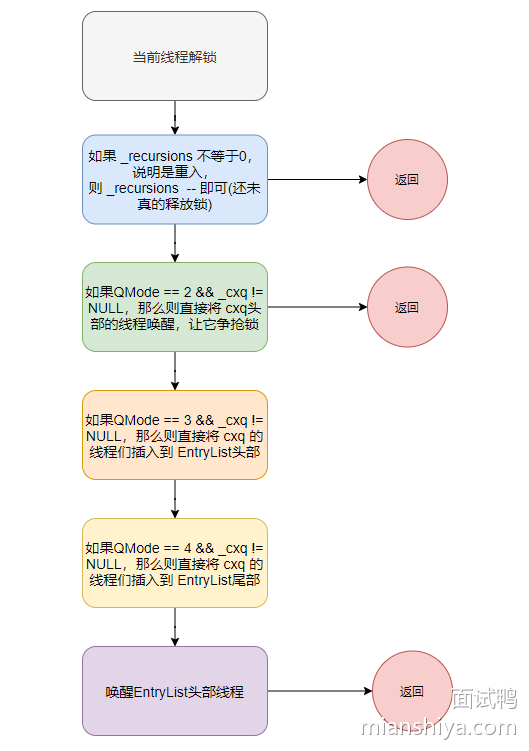 当前线程解锁
如果 _recursions 不等于0，
说明是重入，
则 _recursions -- 即可(还未
真的释放锁)
返回
如果QMode == 2 && _cxq !=
NULL，那么则直接将 cxq头
部的线程唤醒，让它争抢锁
返回
如果QMode == 3 && _cxq !=
NULL，那么则直接将 cxq 的
线程们插入到 EntryList头部
如果QMode == 4 && _cxq !=
NULL，那么则直接将 cxq 的
线程们插入到 EntryList尾部
唤醒EntryList头部线程
返回
面试鸭
mianshiya.com